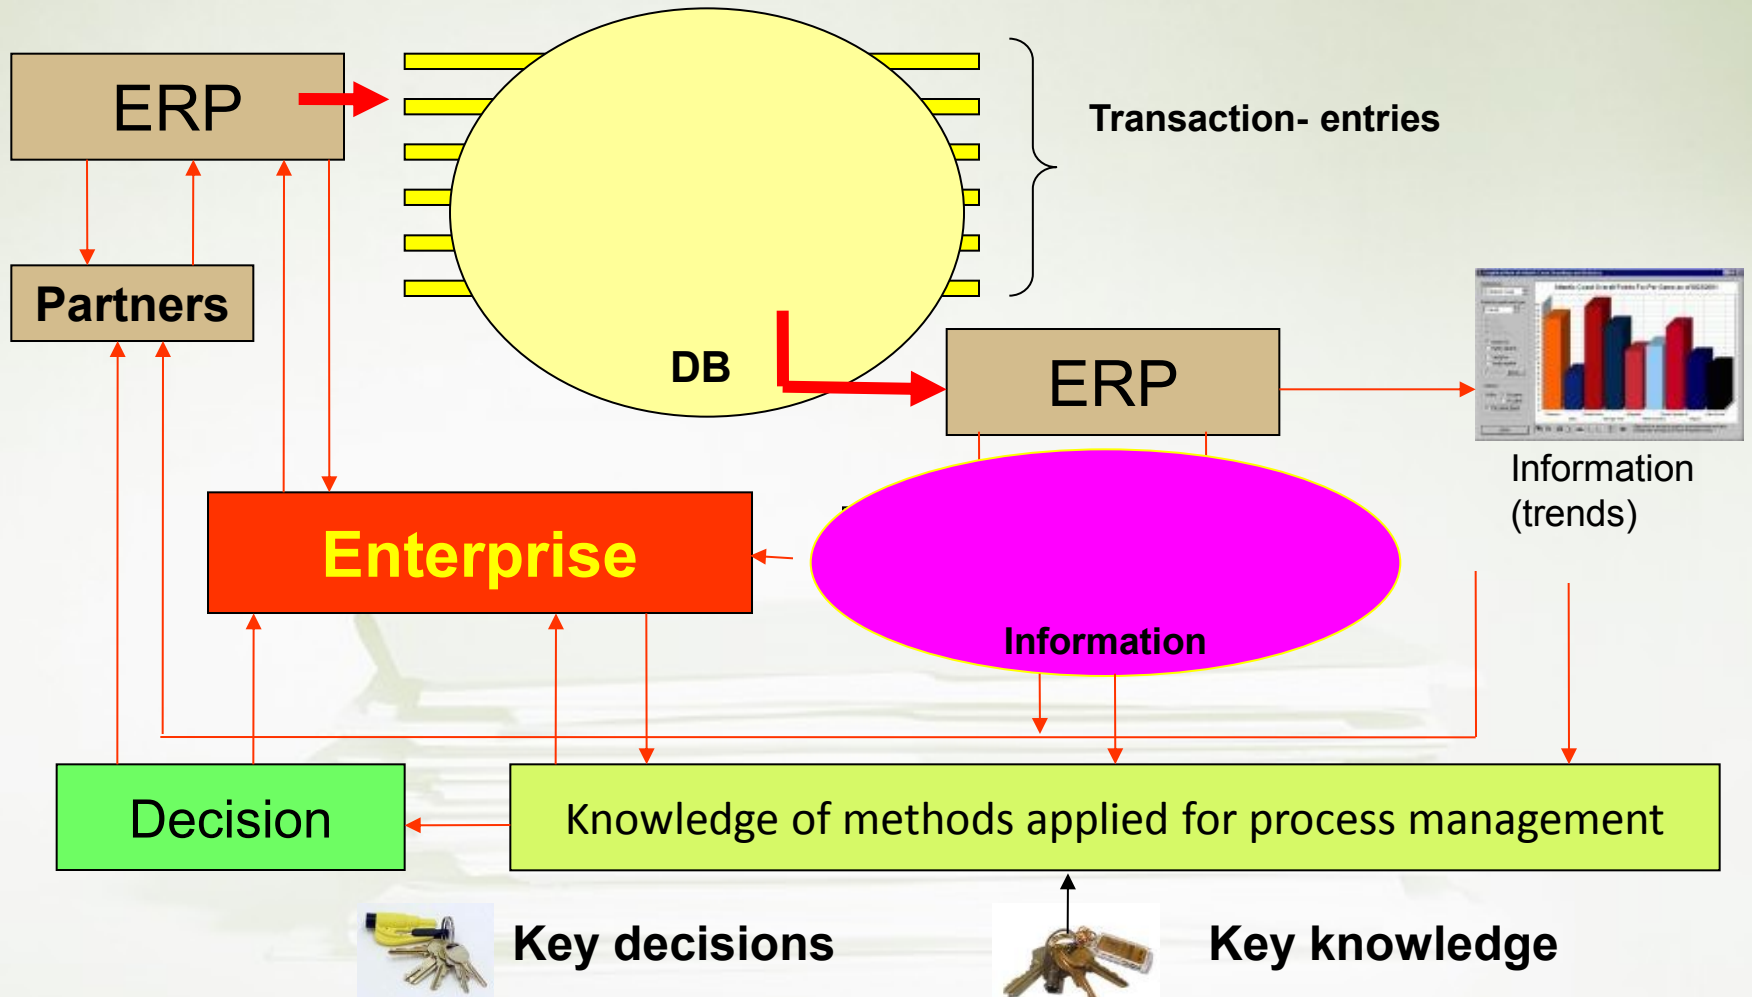 ERP
Transaction- entries
Partners
DB
ERP
Information
(trends)
Enterprise
Information
Decision
Knowledge of methods applied for process management
Key decisions
Key knowledge